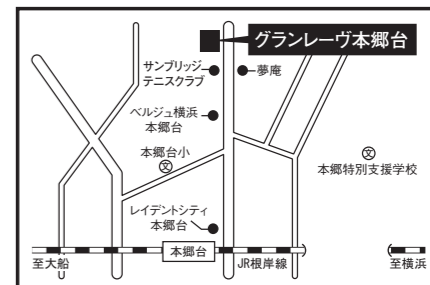 グランレーヴ本郷台
サンブリッジ
テニスクラブ
夢庵
ベルジュ横浜
本郷台
本郷台小
文
文
本郷特別支援学校
レイデントシティ
本郷台
本郷台
至大船
JR根岸線
至横浜